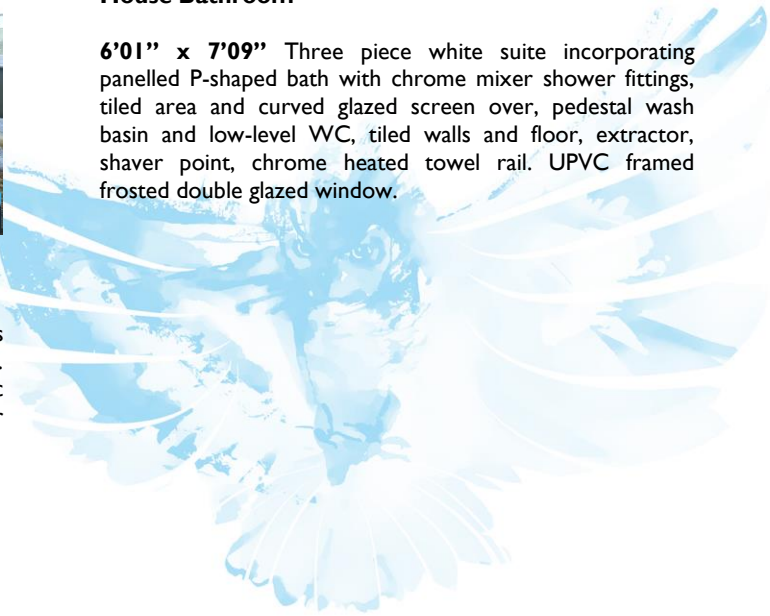 House Bathroom
6’01” x 7’09” Three piece white suite incorporating
panelled P-shaped bath with chrome mixer shower fittings,
tiled area and curved glazed screen over, pedestal wash
basin and low-level WC, tiled walls and floor, extractor,
shaver point, chrome heated towel rail. UPVC framed
frosted double glazed window.